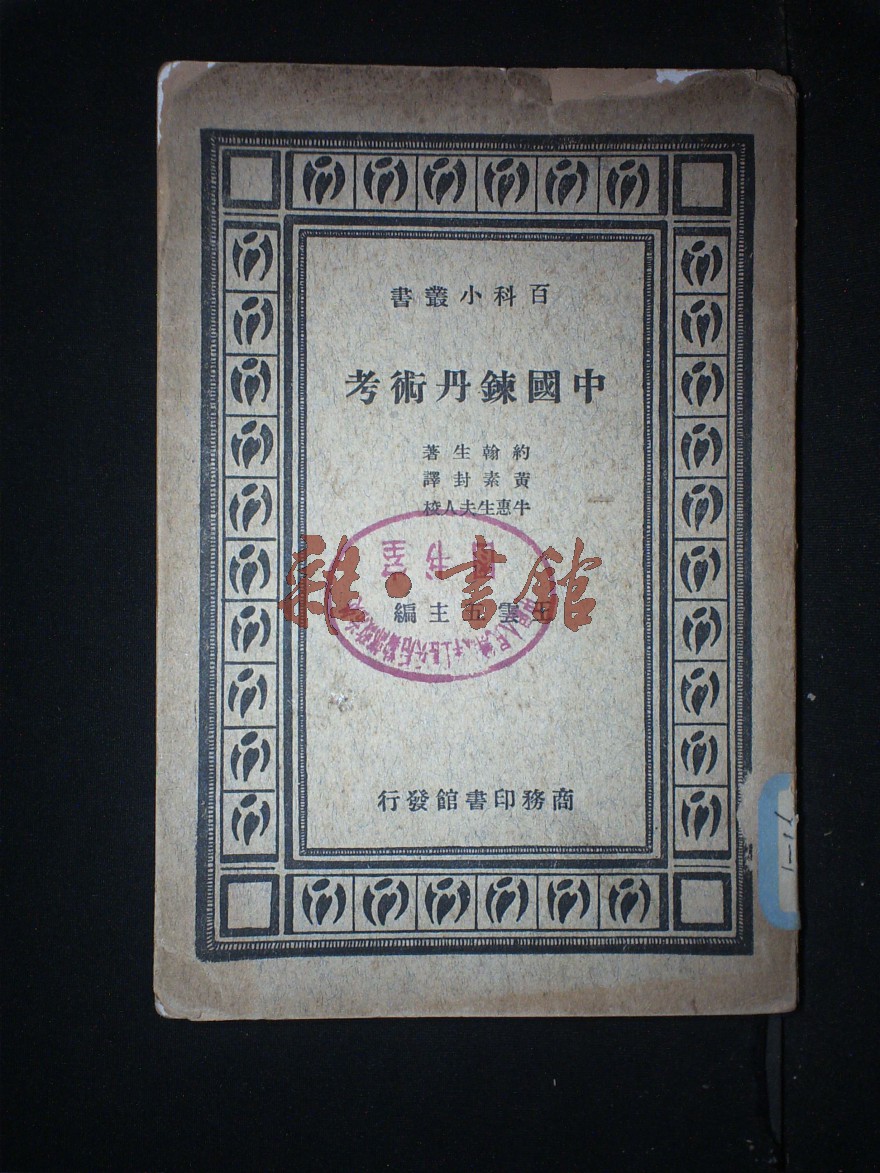 百科小叢書
中國鍊丹術考
約翰生著
黃素封譯
牛惠生夫人校
雜·書館
王雲五主編
商務印書館發行